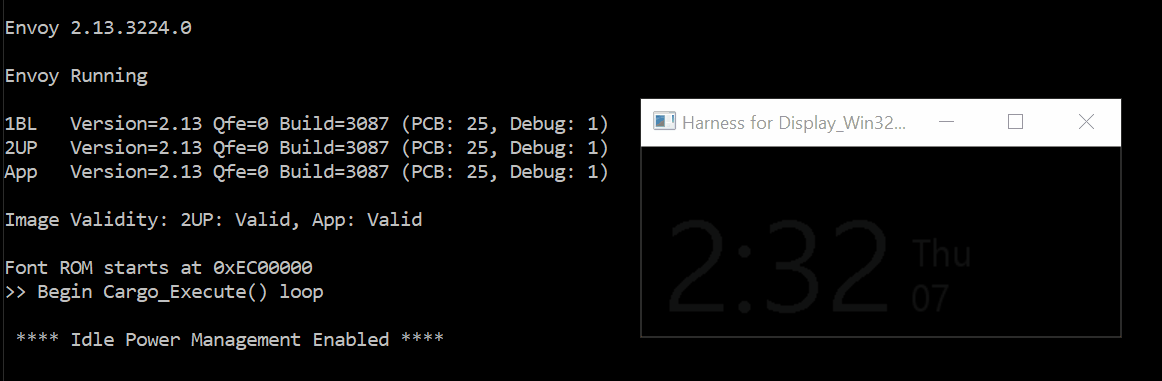 Envoy 2.13.3224.0
Envoy Running
1BL   Version=2.13 Qfe=0 Build=3087 (PCB: 25, Debug: 1)
2UP   Version=2.13 Qfe=0 Build=3087 (PCB: 25, Debug: 1)
App   Version=2.13 Qfe=0 Build=3087 (PCB: 25, Debug: 1)
Image Validity: 2UP: Valid, App: Valid
Font ROM starts at 0xEC00000
>> Begin Cargo_Execute() loop
**** Idle Power Management Enabled ****
Harness for Display_Win32...
2:32
Thu
07